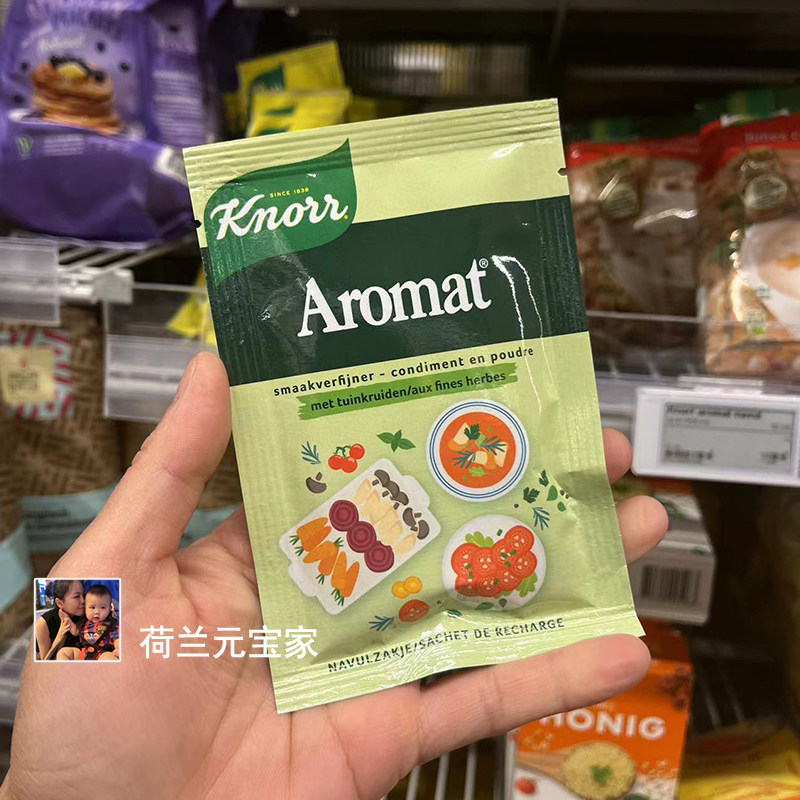 SINCE 1838
Knorr
Aromat®
smaakverfijner - condiment en poudre
met tuinkruiden/aux fines herbes
NAVULZAKJE/SACHET DE RECHARGE
荷兰元宝家
HONIG